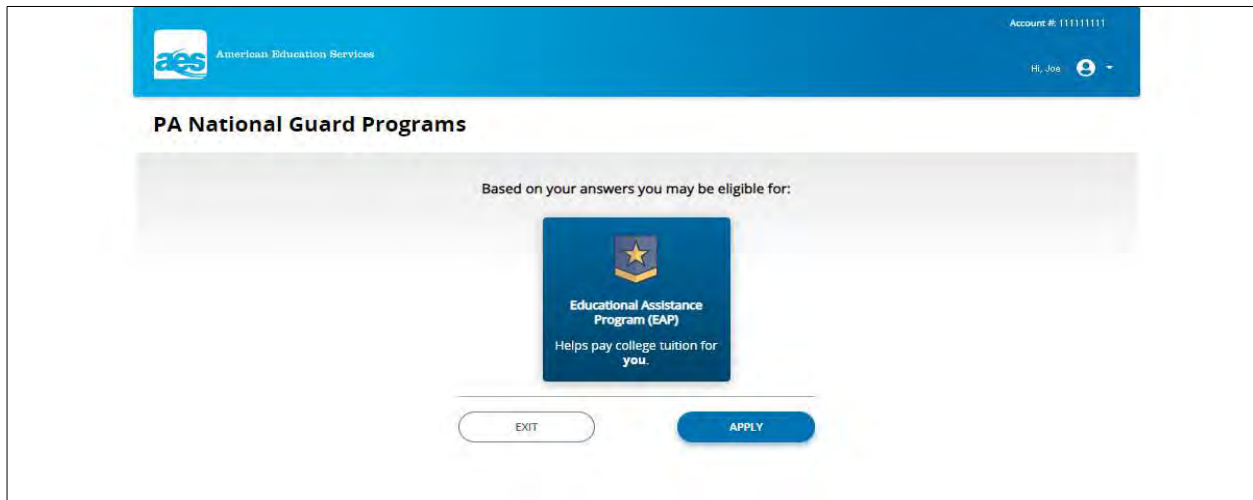 Account #: 111111111
aes American Education Services
Hi, Joe
PA National Guard Programs
Based on your answers you may be eligible for:
Educational Assistance
Program (EAP)
Helps pay college tuition for
you.
EXIT APPLY